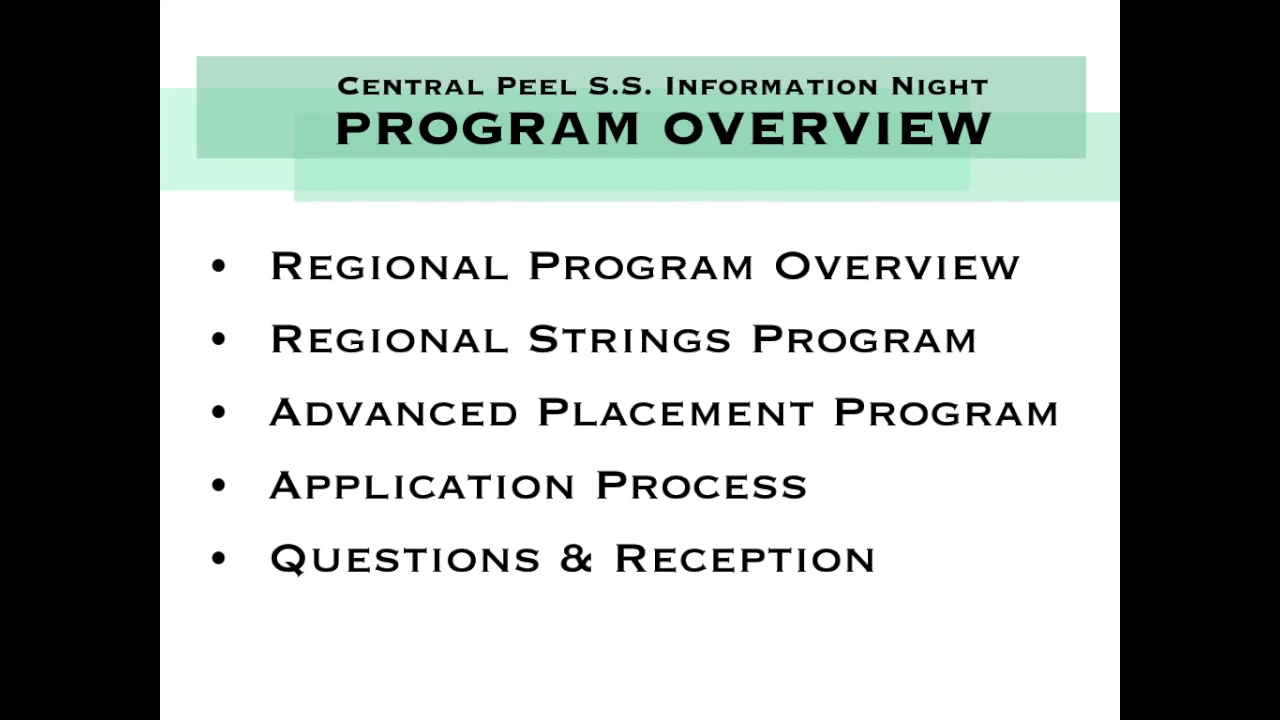 Central Peel S.S. Information Night
PROGRAM OVERVIEW
• Regional Program Overview
• Regional Strings Program
• Advanced Placement Program
• Application Process
• Questions & Reception